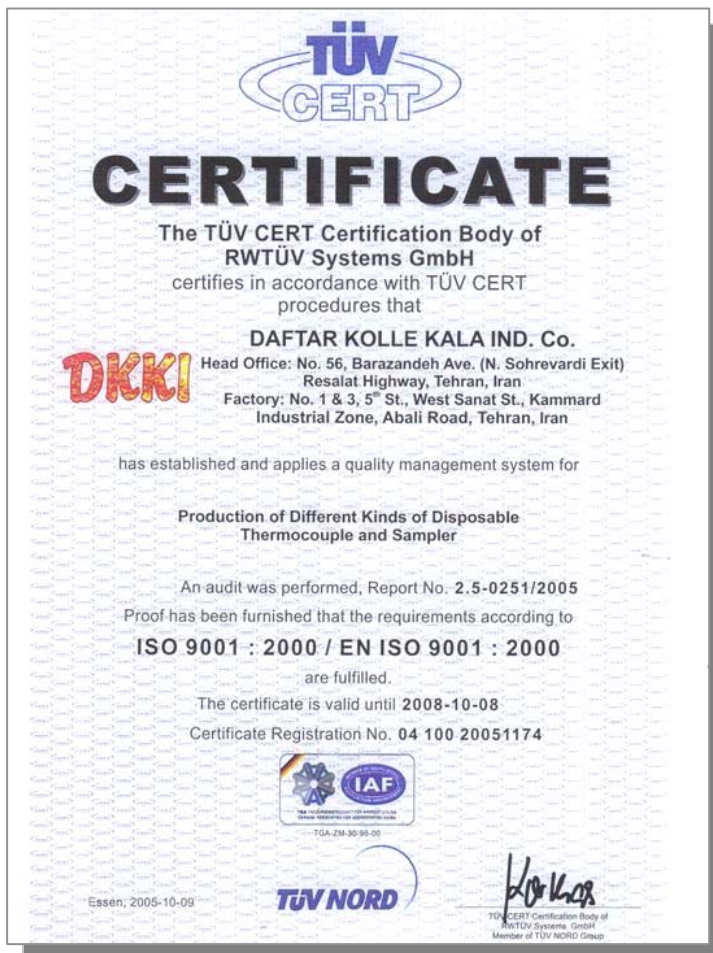 TÜV
CERT
CERTIFICATE
The TÜV CERT Certification Body of
RWTÜV Systems GmbH
certifies in accordance with TÜV CERT
procedures that
DKKI
DAFTAR KOLLE KALA IND. Co.
Head Office: No. 56, Barazandeh Ave. (N. Sohrevardi Exit)
Resalat Highway, Tehran, Iran
Factory: No. 1 & 3, 5th St., West Sanat St., Kammard
Industrial Zone, Abali Road, Tehran, Iran
has established and applies a quality management system for
Production of Different Kinds of Disposable
Thermocouple and Sampler
An audit was performed, Report No. 2.5-0251/2005
Proof has been furnished that the requirements according to
ISO 9001 : 2000 / EN ISO 9001 : 2000
are fulfilled.
The certificate is valid until 2008-10-08
Certificate Registration No. 04 100 20051174
IAF
TGA-ZM-30-96-00
Essen, 2005-10-09
TÜV NORD
TÜV CERT Certification Body of
RWTÜV Systems GmbH
Member of TÜV NORD Group